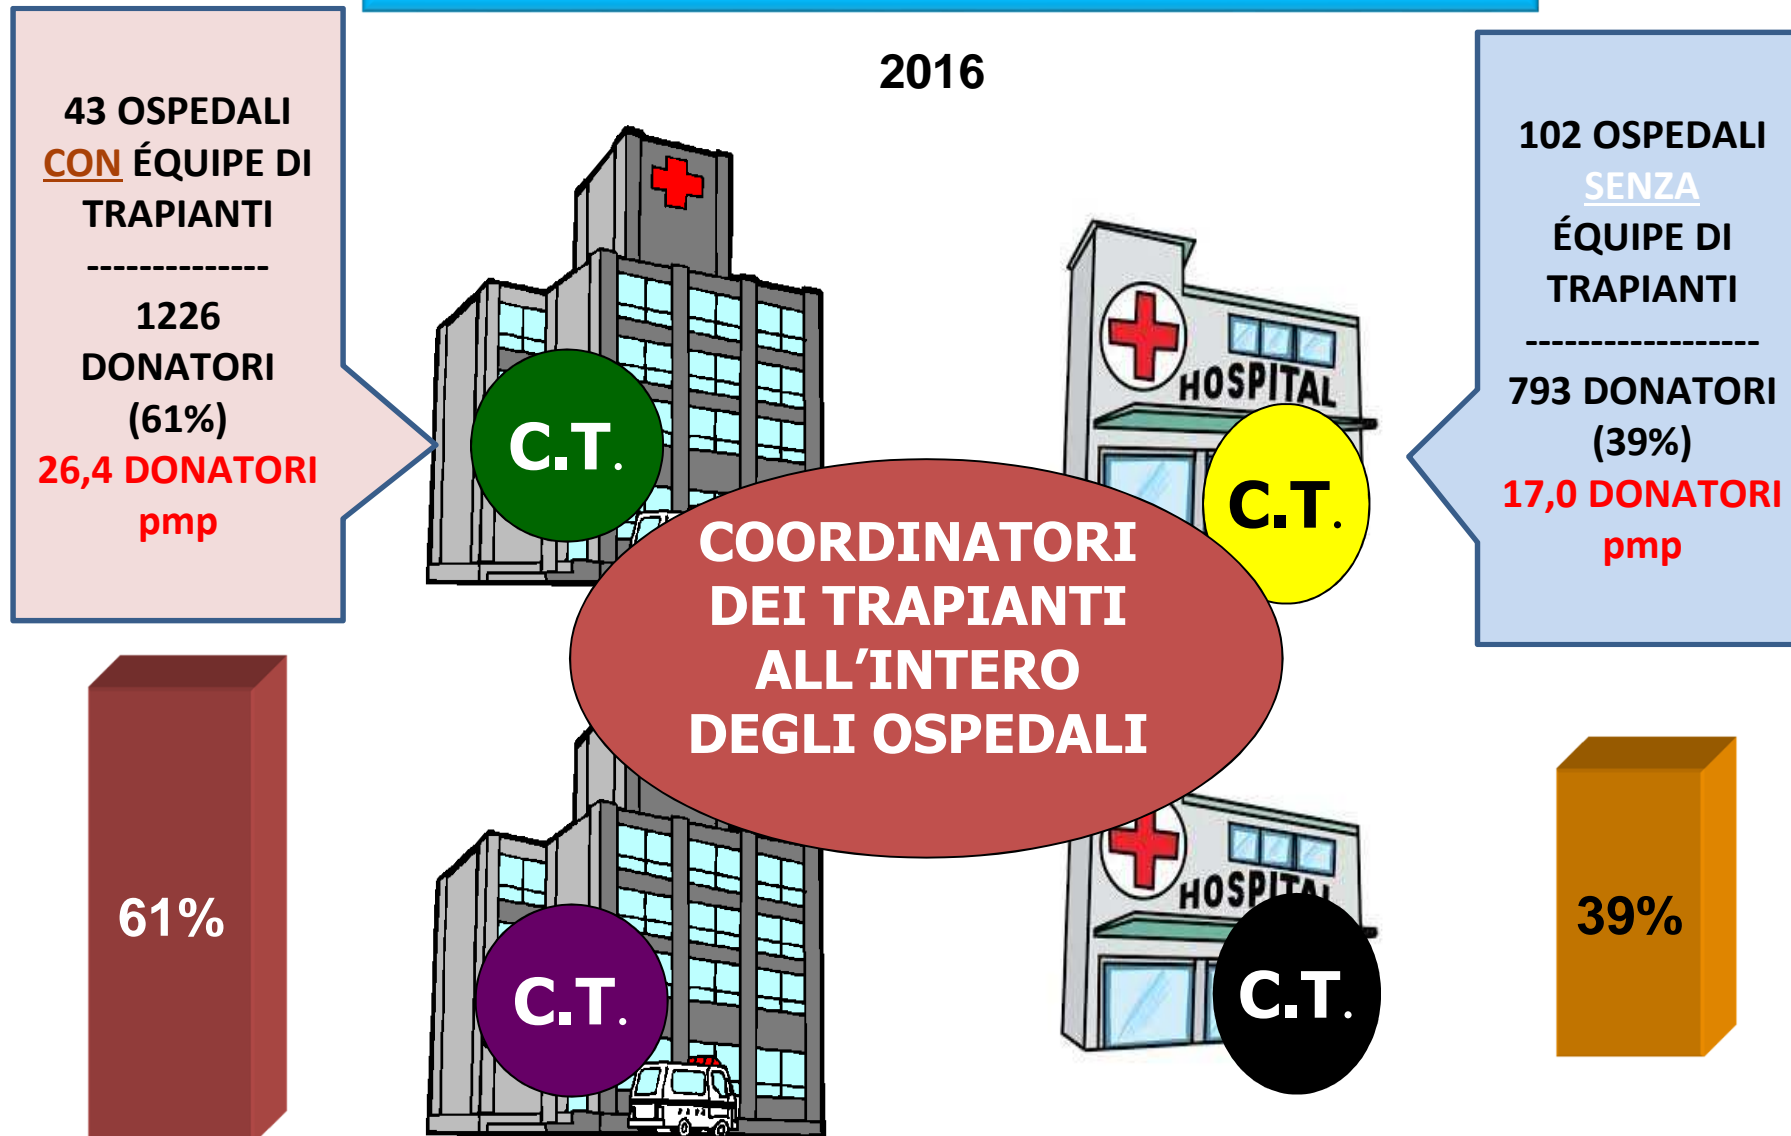 2016
43 OSPEDALI
CON ÉQUIPE DI
TRAPIANTI
--------------
1226
DONATORI
(61%)
26,4 DONATORI
pmp
102 OSPEDALI
SENZA
ÉQUIPE DI
TRAPIANTI
------------------
793 DONATORI
(39%)
17,0 DONATORI
pmp
HOSPITAL
C.T.
C.T.
COORDINATORI
DEI TRAPIANTI
ALL’INTERO
DEGLI OSPEDALI
HOSPITAL
61%
39%
C.T.
C.T.